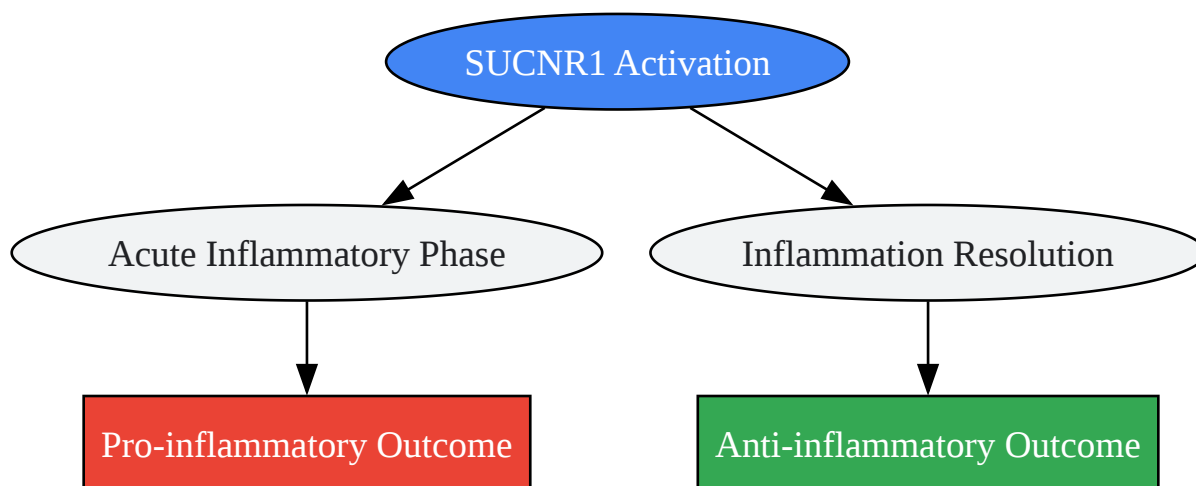 SUCNR1 Activation
Acute Inflammatory Phase
Inflammation Resolution
Pro-inflammatory Outcome
Anti-inflammatory Outcome